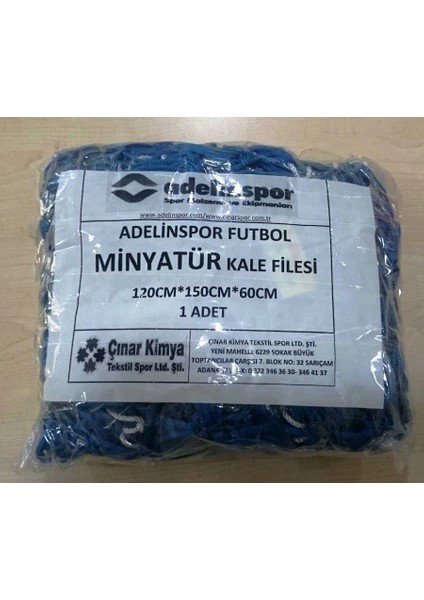 adelinspor
Spor Malzeme ve Ekipmanları
www.adelinspor.com/www.cinarspor.com.tr
ADELİNSPOR FUTBOL
MİNYATÜR KALE FİLESİ
120CM*150CM*60CM
1 ADET
Çınar Kimya
Tekstil Spor Ltd. Şti.
ÇINAR KİMYA TEKSTİL SPOR LTD. ŞTİ.
YENİ MAHELLE 6229 SOKAK BÜYÜK
TOPTANCILAR ÇARŞISI 7. BLOK NO: 32 SARIÇAM
ADANA 0 322 346 36 30- 346 41 37